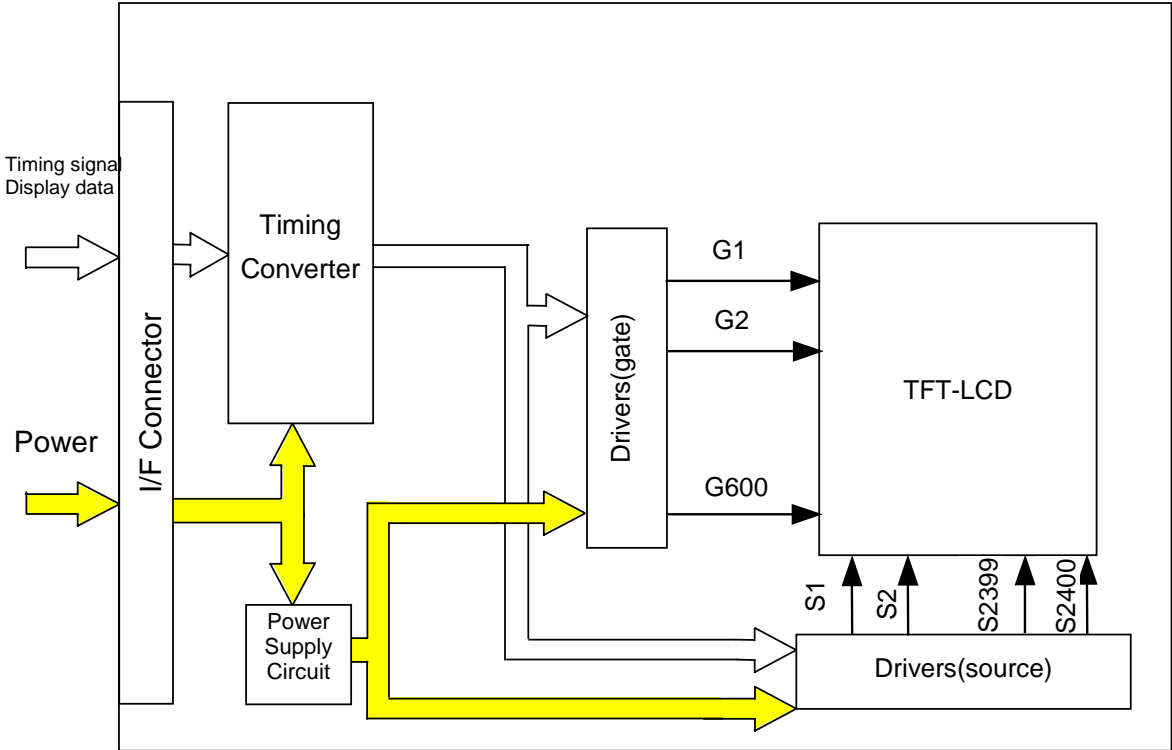 Timing signal
Display data
Power
I/F Connector
Timing
Converter
Power
Supply
Circuit
Drivers(gate)
G1
G2
G600
TFT-LCD
S1
S2
S2399
S2400
Drivers(source)